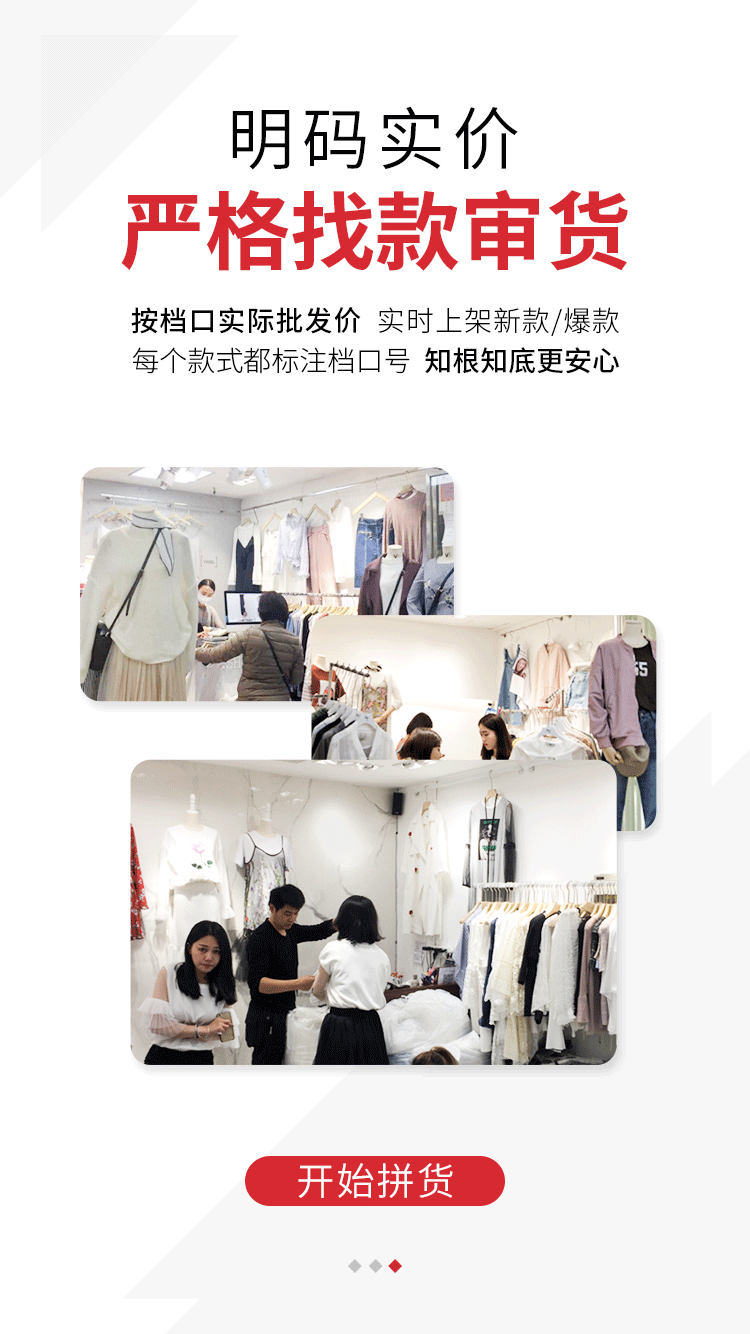 明码实价
严格找款审货
按档口实际批发价 实时上架新款/爆款
每个款式都标注档口号 知根知底更安心
55
开始拼货